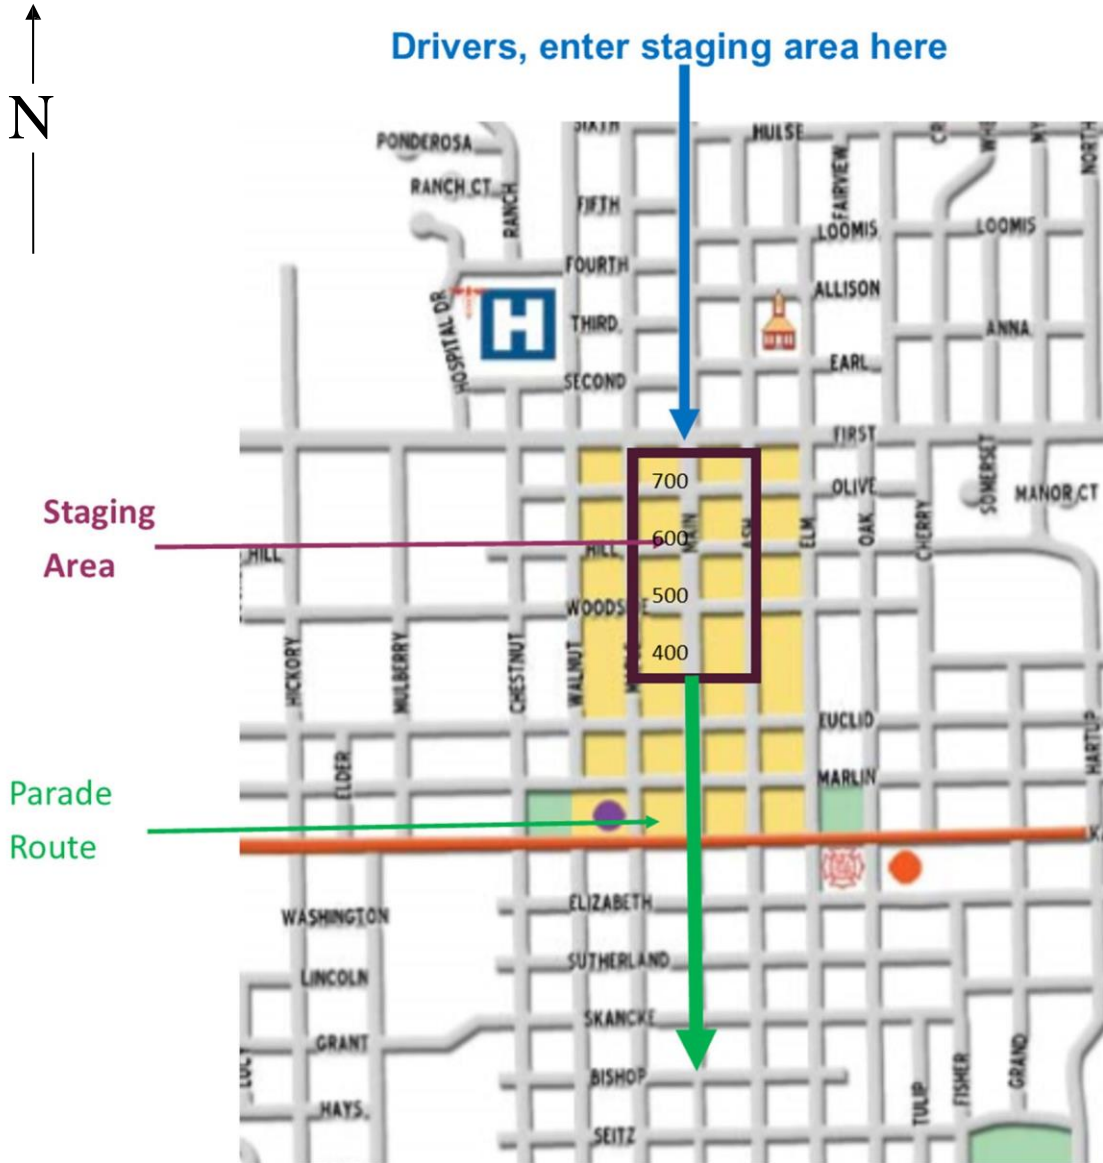 N
Drivers, enter staging area here
SIXTH
HULSE
PONDEROSA
NORTH
RANCH CT.
RANCH
FAIRVIEW
FIFTH
LOOMIS
LOOMIS
FOURTH
ALLISON
HOSPITAL DR
H
THIRD
ANNA
EARL
SECOND
FIRST
700
OLIVE
SOMERSET
MANOR CT
Staging
Area
MAIN
ASH
ELM
OAK
CHERRY
600
HILL
HILL
500
WOODSIDE
400
HICKORY
MULBERRY
CHESTNUT
WALNUT
EUCLID
HARTUP
ELDER
MARLIN
Parade
Route
ELIZABETH
WASHINGTON
SUTHERLAND
LINCOLN
SKANCKE
GRANT
BISHOP
LUCY
HAYS
TULIP
FISHER
GRAND
SEITZ